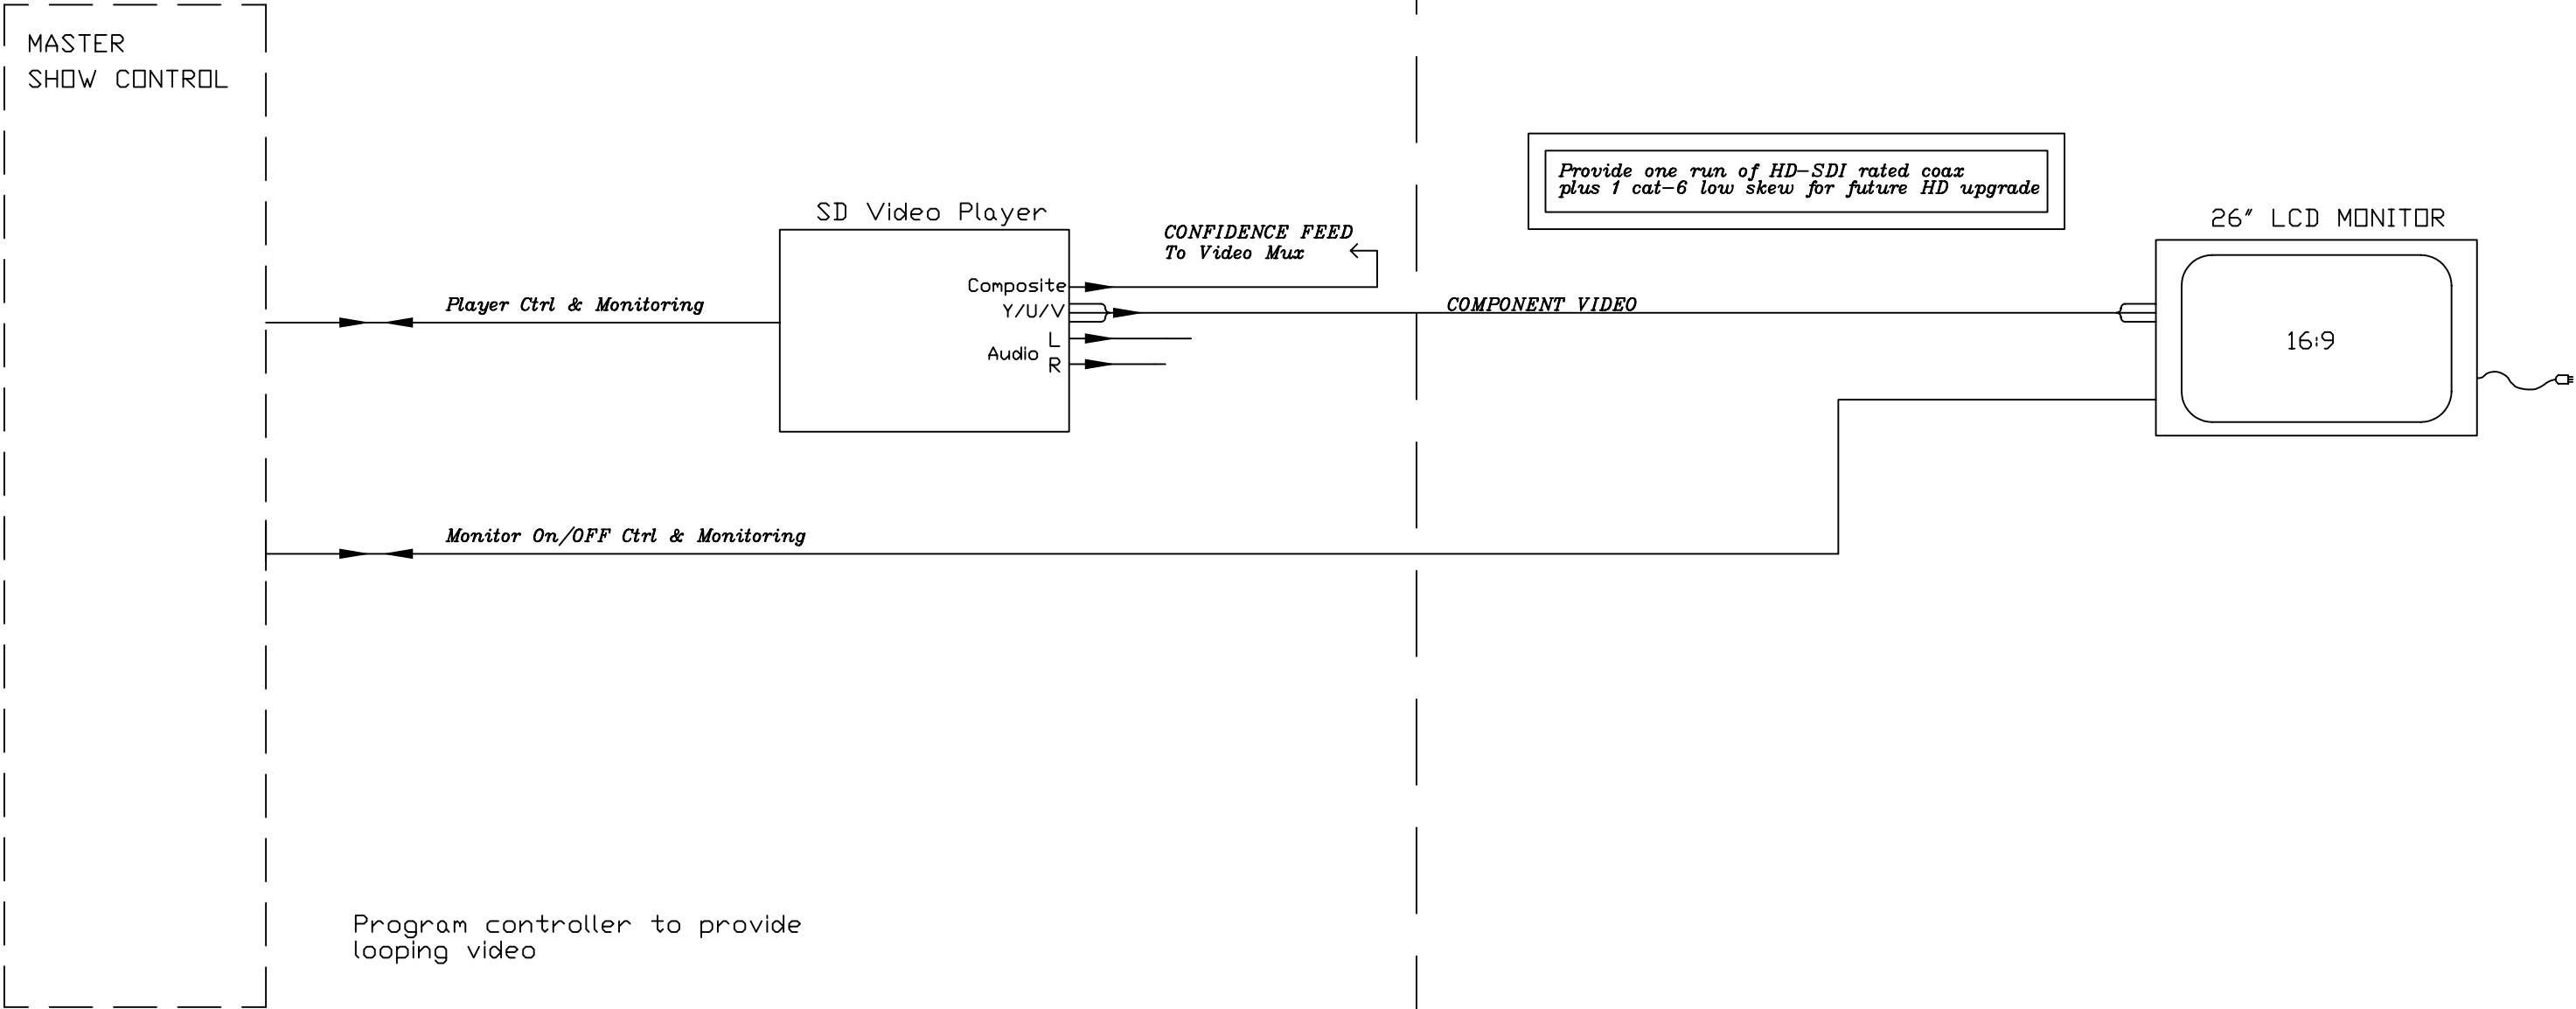 MASTER
SHOW CONTROL
Provide one run of HD-SDI rated coax
plus 1 cat-6 low skew for future HD upgrade
SD Video Player
26" LCD MONITOR
CONFIDENCE FEED
To Video Mux
Composite
Player Ctrl & Monitoring
Y/U/V
COMPONENT VIDEO
L
Audio
R
16:9
Monitor On/OFF Ctrl & Monitoring
Program controller to provide
looping video